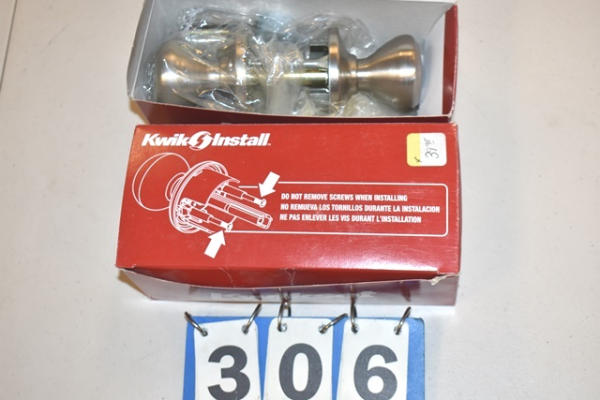 Kwik Install
DO NOT REMOVE SCREWS WHEN INSTALLING
NO REMUEVA LOS TORNILLOS DURANTE LA INSTALACION
NE PAS ENLEVER LES VIS DURANT L'INSTALLATION
306